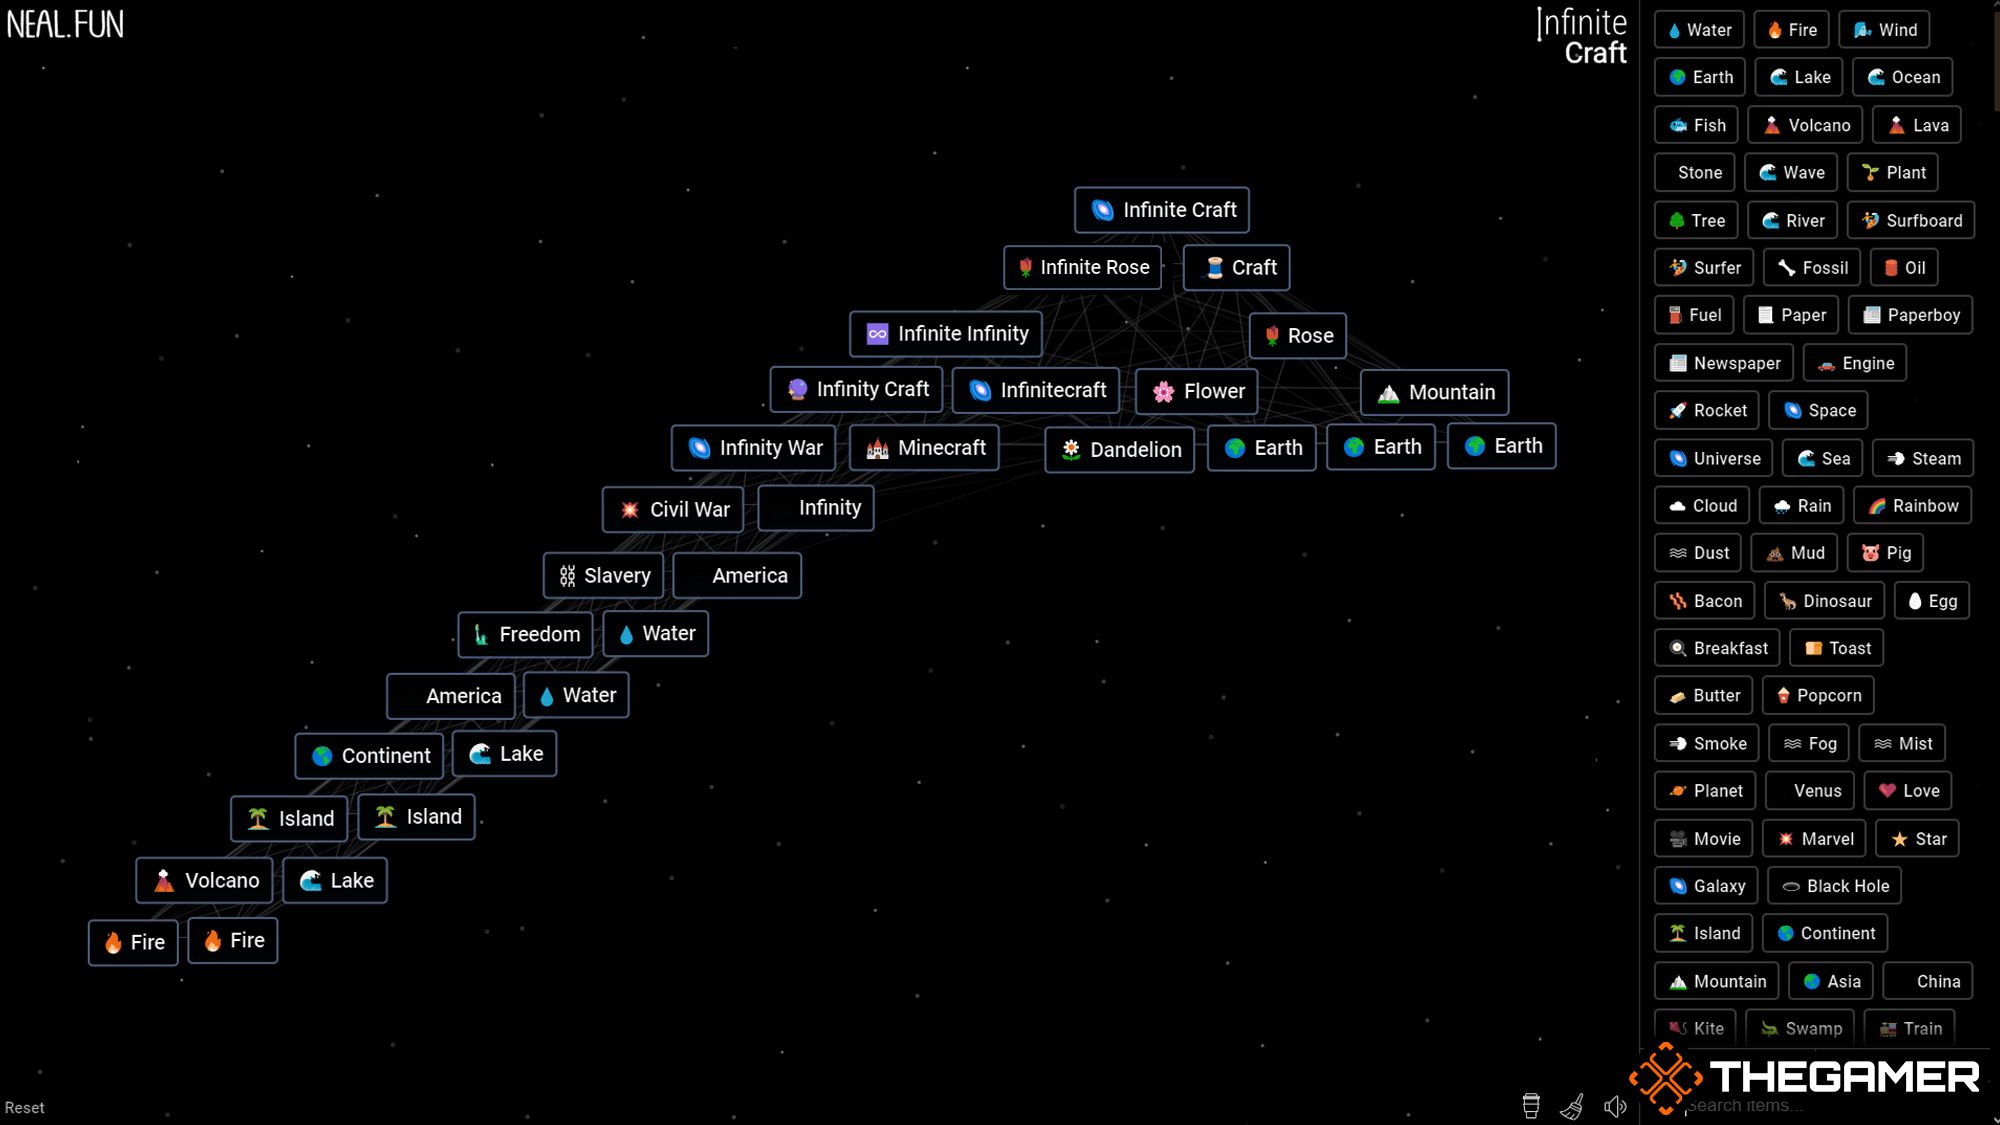 NEAL.FUN
Infinite
Craft
Infinite Craft
Infinite Rose
Craft
Infinite Infinity
Rose
Infinity Craft
Infinitecraft
Flower
Mountain
Infinity War
Minecraft
Dandelion
Earth
Earth
Earth
Civil War
Infinity
Slavery
America
Freedom
Water
America
Water
Continent
Lake
Island
Island
Volcano
Lake
Fire
Fire
Reset
Water Fire Wind
Earth Lake Ocean
Fish Volcano Lava
Stone Wave Plant
Tree River Surfboard
Surfer Fossil Oil
Fuel Paper Paperboy
Newspaper Engine
Rocket Space
Universe Sea Steam
Cloud Rain Rainbow
Dust Mud Pig
Bacon Dinosaur Egg
Breakfast Toast
Butter Popcorn
Smoke Fog Mist
Planet Venus Love
Movie Marvel Star
Galaxy Black Hole
Island Continent
Mountain Asia China
Kite Swamp Train
THEGAMER
Search items...